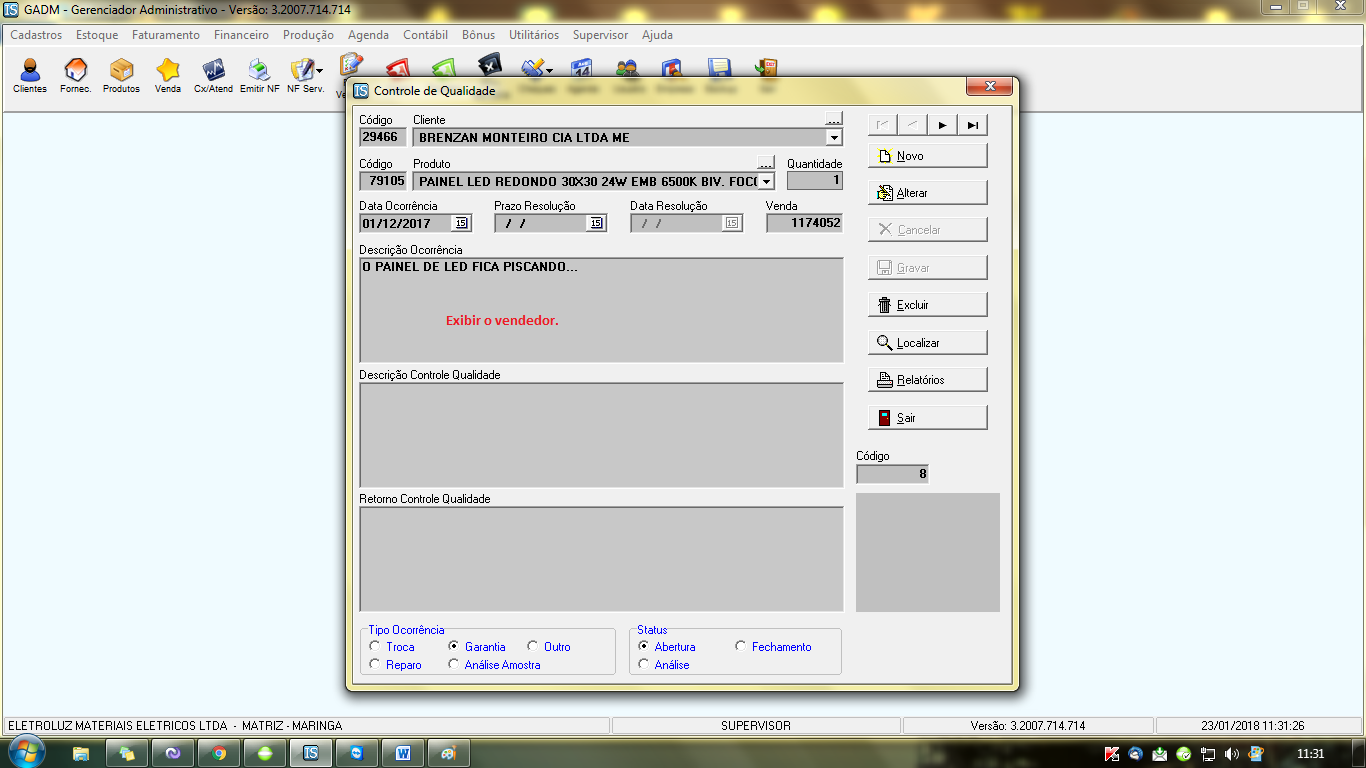 GADM - Gerenciador Administrativo - Versão: 3.2007.714.714
Cadastros Estoque Faturamento Financeiro Produção Agenda Contábil Bônus Utilitários Supervisor Ajuda
Clientes Fornec. Produtos Venda Cx/Atend Emitir NF NF Serv.
Controle de Qualidade
Código Cliente ...
29466 BRENZAN MONTEIRO CIA LTDA ME
Código Produto ... Quantidade
79105 PAINEL LED REDONDO 30X30 24W EMB 6500K BIV. FOC 1
Data Ocorrência Prazo Resolução Data Resolução Venda
01/12/2017 15 / / 15 / / 15 1174052
Descrição Ocorrência
O PAINEL DE LED FICA PISCANDO...
Exibir o vendedor.
Descrição Controle Qualidade
Retorno Controle Qualidade
Tipo Ocorrência
Troca Garantia Outro
Reparo Análise Amostra
Status
Abertura Fechamento
Análise
Novo
Alterar
Cancelar
Gravar
Excluir
Localizar
Relatórios
Sair
Código
8
ELETROLUZ MATERIAIS ELETRICOS LTDA - MATRIZ - MARINGA SUPERVISOR Versão: 3.2007.714.714 23/01/2018 11:31:26
11:31